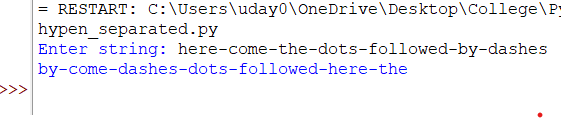 = RESTART: C:\Users\uday0\OneDrive\Desktop\College\Py
hypen_separated.py
Enter string: here-come-the-dots-followed-by-dashes
by-come-dashes-dots-followed-here-the
>>>